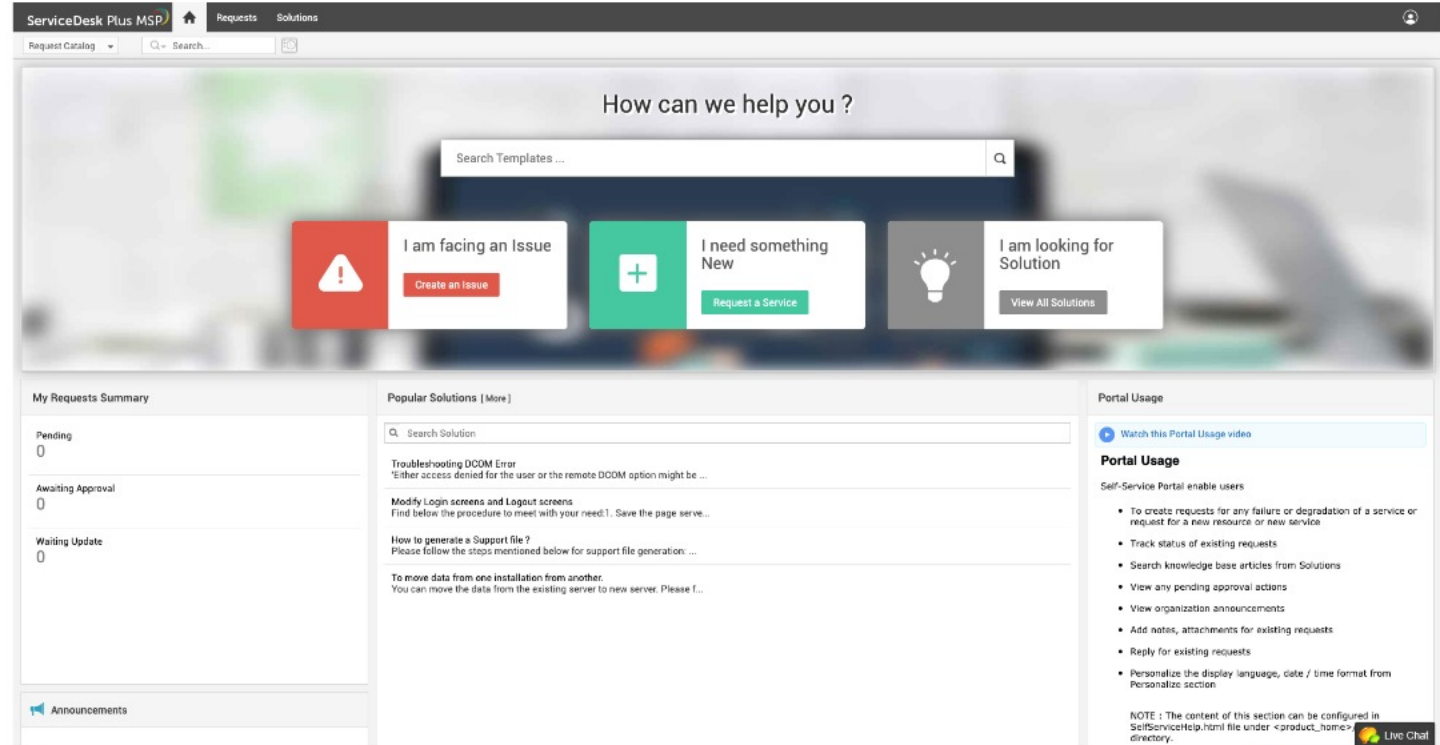 ServiceDesk Plus MSP Requests Solutions
Request Catalog Search...
How can we help you ?
Search Templates ...
I am facing an Issue
Create an Issue
I need something
New
Request a Service
I am looking for
Solution
View All Solutions
My Requests Summary
Pending
0
Awaiting Approval
0
Waiting Update
0
Announcements
Popular Solutions [ More ]
Search Solution
Troubleshooting DCOM Error
'Either access denied for the user or the remote DCOM option might be ...
Modify Login screens and Logout screens
Find below the procedure to meet with your need:1. Save the page serve...
How to generate a Support file ?
Please follow the steps mentioned below for support file generation: ...
To move data from one installation from another.
You can move the data from the existing server to new server. Please f...
Portal Usage
Watch this Portal Usage video
Portal Usage
Self-Service Portal enable users
• To create requests for any failure or degradation of a service or
request for a new resource or new service
• Track status of existing requests
• Search knowledge base articles from Solutions
• View any pending approval actions
• View organization announcements
• Add notes, attachments for existing requests
• Reply for existing requests
• Personalize the display language, date / time format from
Personalize section
NOTE : The content of this section can be configured in
SelfServiceHelp.html file under <product_home>/
directory.
Live Chat